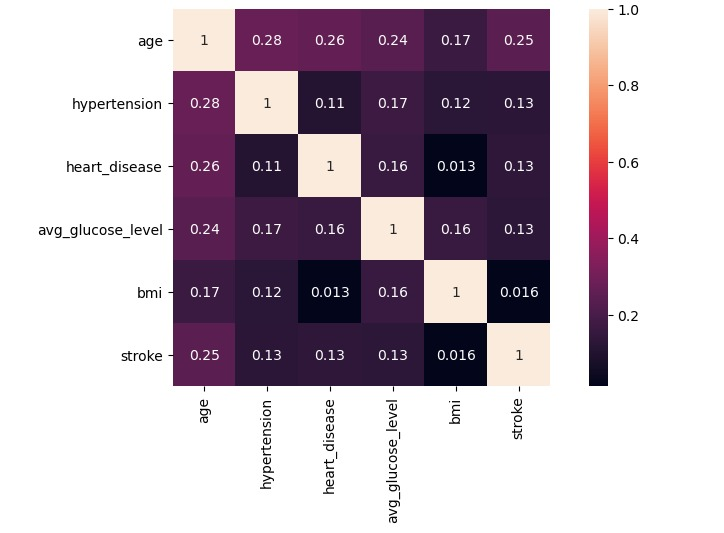 age 1 0.28 0.26 0.24 0.17 0.25
hypertension 0.28 1 0.11 0.17 0.12 0.13
heart_disease 0.26 0.11 1 0.16 0.013 0.13
avg_glucose_level 0.24 0.17 0.16 1 0.16 0.13
bmi 0.17 0.12 0.013 0.16 1 0.016
stroke 0.25 0.13 0.13 0.13 0.016 1
age
hypertension
heart_disease
avg_glucose_level
bmi
stroke
1.0
0.8
0.6
0.4
0.2